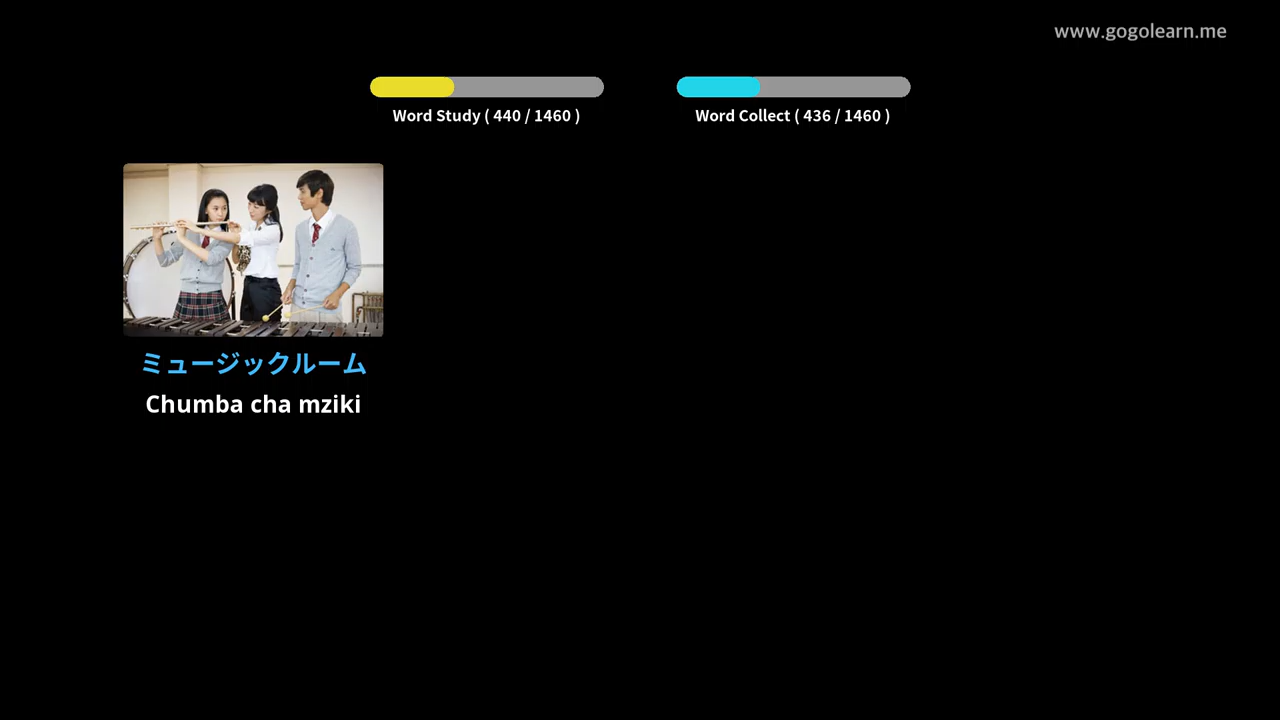 www.gogolearn.me
Word Study ( 440 / 1460 )
Word Collect ( 436 / 1460 )
ミュージックルーム
Chumba cha mziki